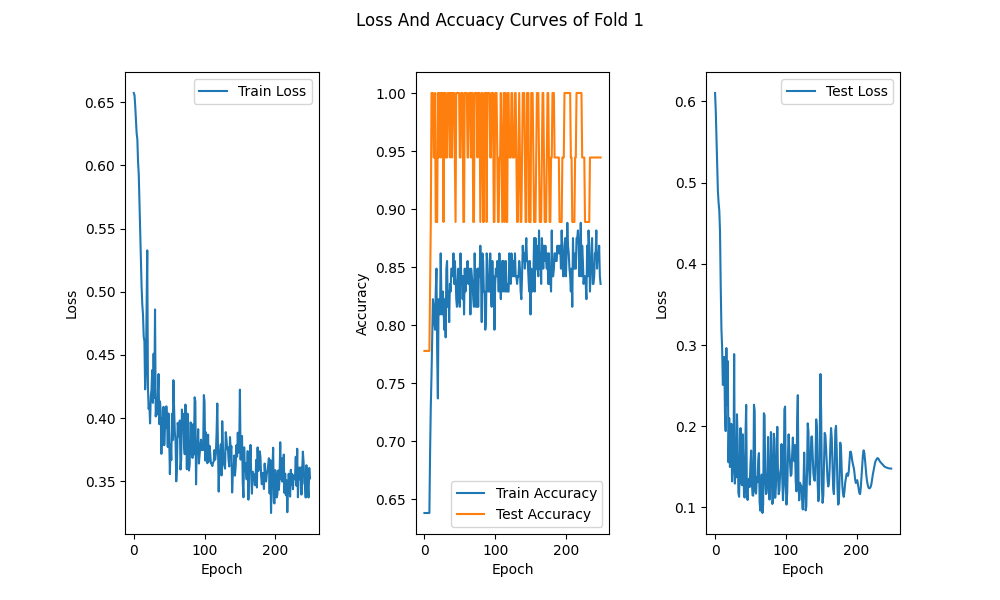 Loss And Accuacy Curves of Fold 1
Train Loss
0.65
0.60
0.55
0.50
0.45
0.40
0.35
Loss
0 100 200
Epoch
1.00
0.95
0.90
0.85
0.80
0.75
0.70
0.65
Accuracy
Train Accuracy
Test Accuracy
0 100 200
Epoch
Test Loss
0.6
0.5
0.4
0.3
0.2
0.1
Loss
0 100 200
Epoch